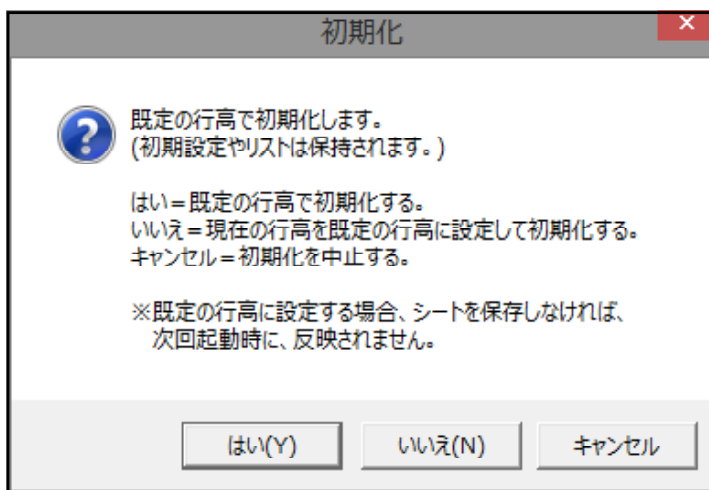 初期化
既定の行高で初期化します。
(初期設定やリストは保持されます。)
はい＝既定の行高で初期化する。
いいえ＝現在の行高を既定の行高に設定して初期化する。
キャンセル＝初期化を中止する。
※既定の行高に設定する場合、シートを保存しなければ、
次回起動時に、反映されません。
はい(Y)
いいえ(N)
キャンセル